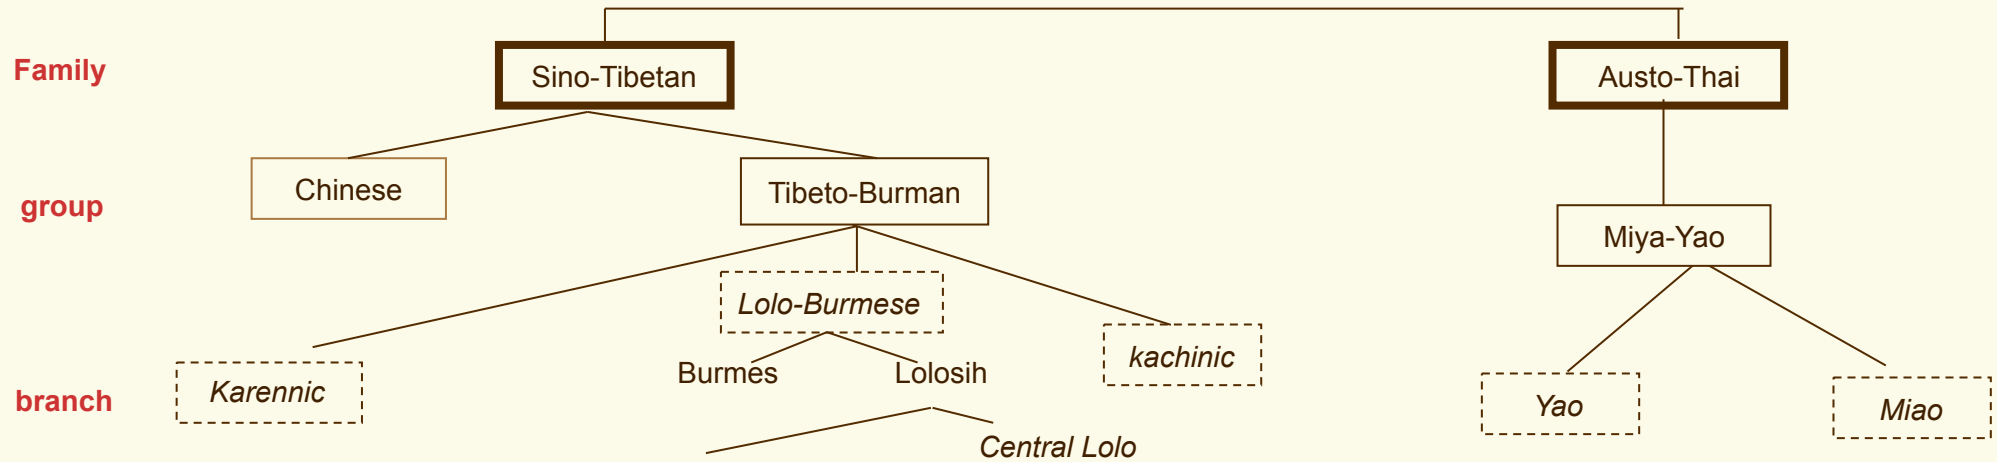 Family
Sino-Tibetan
Austo-Thai
group
Chinese
Tibeto-Burman
Miya-Yao
Lolo-Burmese
kachinic
Burmes
Lolosih
branch
Karennic
Yao
Miao
Central Lolo